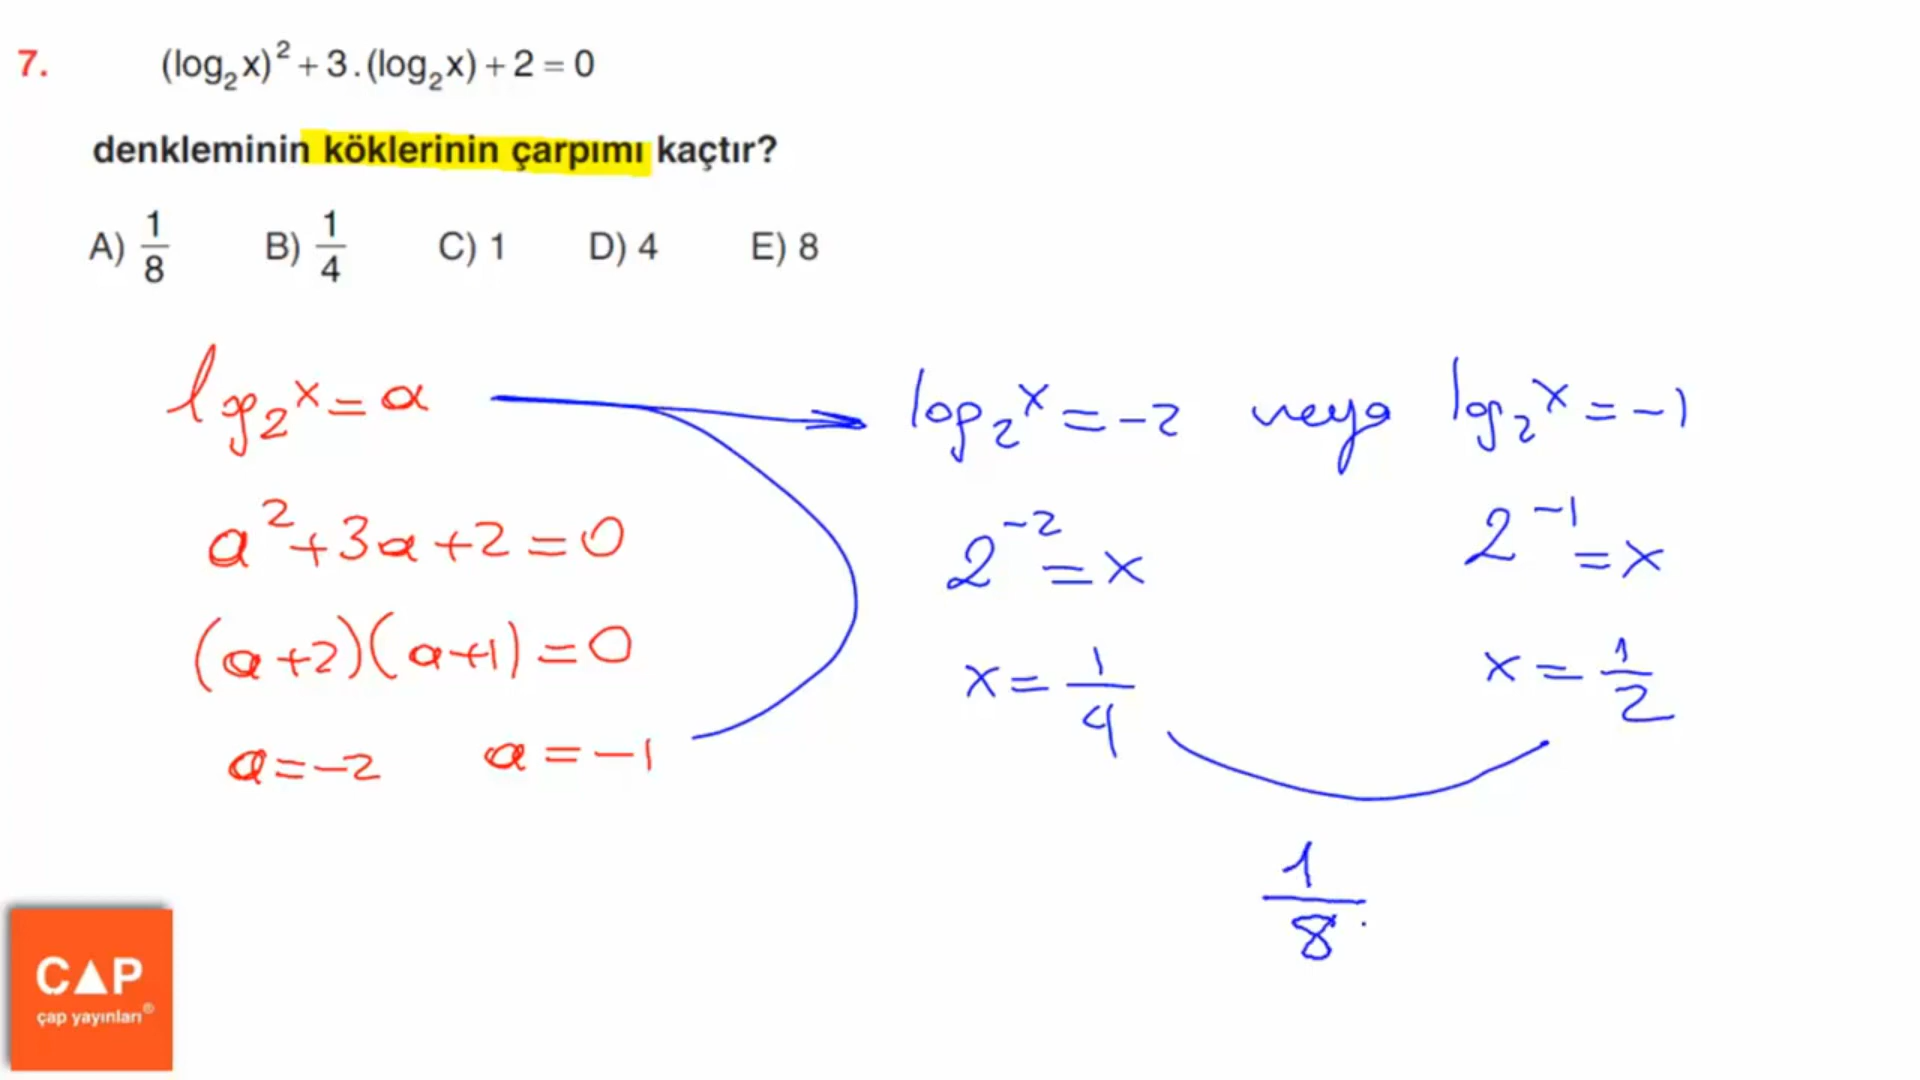 7. (log₂x)² + 3.(log₂x) + 2 = 0
denkleminin köklerinin çarpımı kaçtır?
A) 1/8 B) 1/4 C) 1 D) 4 E) 8
log₂x = a
a² + 3a + 2 = 0
(a+2)(a+1) = 0
a = -2 a = -1
log₂x = -2 veya log₂x = -1
2⁻² = x 2⁻¹ = x
x = 1/4 x = 1/2
1/8
CAP
çap yayınları®